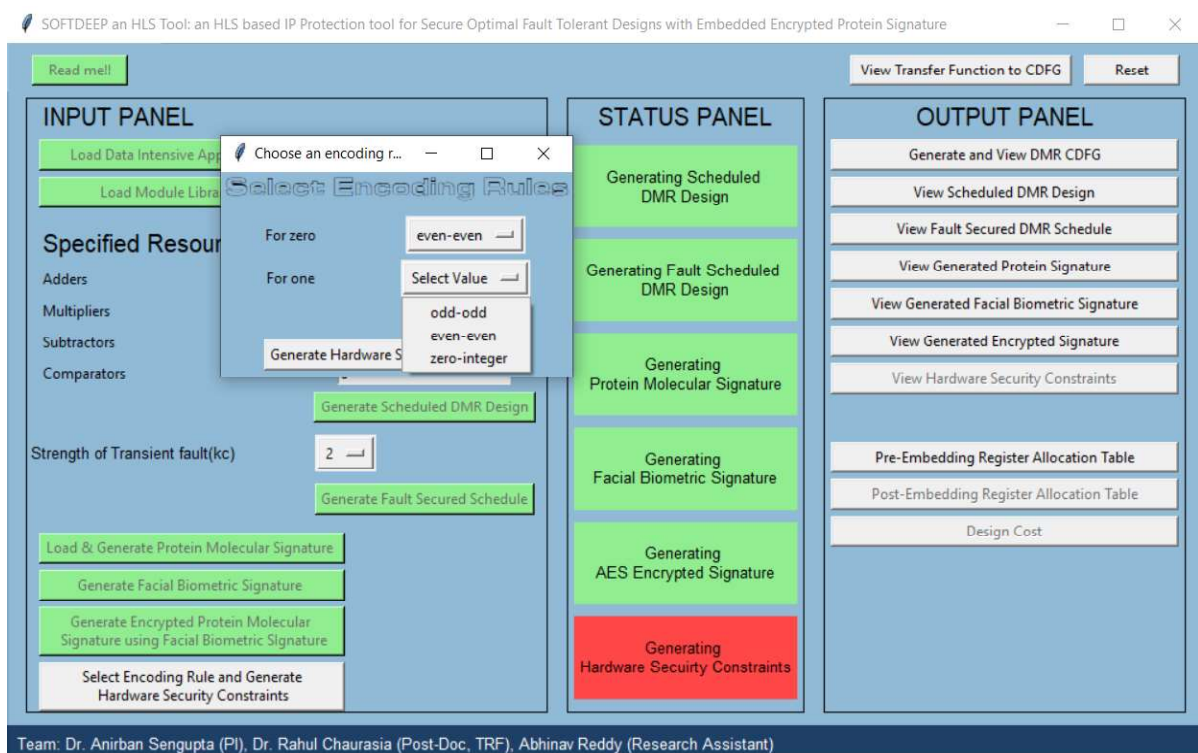 SOFTDEEP an HLS Tool: an HLS based IP Protection tool for Secure Optimal Fault Tolerant Designs with Embedded Encrypted Protein Signature
Read me!!
View Transfer Function to CDFG
Reset
INPUT PANEL
Load Data Intensive App
Load Module Libra
Specified Resour
Adders
Multipliers
Subtractors
Comparators
Generate Scheduled DMR Design
Strength of Transient fault(kc)
2
Generate Fault Secured Schedule
Load & Generate Protein Molecular Signature
Generate Facial Biometric Signature
Generate Encrypted Protein Molecular
Signature using Facial Biometric SIgnature
Select Encoding Rule and Generate
Hardware Security Constraints
Choose an encoding r...
Select Encoding Rules
For zero
even-even
For one
Select Value
odd-odd
even-even
zero-integer
Generate Hardware S
STATUS PANEL
Generating Scheduled
DMR Design
Generating Fault Scheduled
DMR Design
Generating
Protein Molecular Signature
Generating
Facial Biometric Signature
Generating
AES Encrypted Signature
Generating
Hardware Secuirty Constraints
OUTPUT PANEL
Generate and View DMR CDFG
View Scheduled DMR Design
View Fault Secured DMR Schedule
View Generated Protein Signature
View Generated Facial Biometric Signature
View Generated Encrypted Signature
View Hardware Security Constraints
Pre-Embedding Register Allocation Table
Post-Embedding Register Allocation Table
Design Cost
Team: Dr. Anirban Sengupta (PI), Dr. Rahul Chaurasia (Post-Doc, TRF), Abhinav Reddy (Research Assistant)